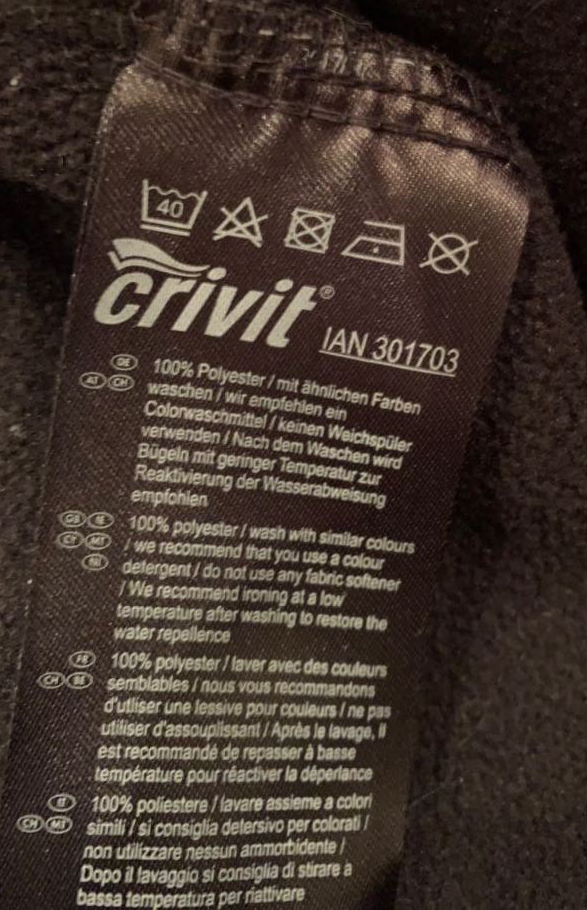 40
crivit®
IAN 301703
DE 100% Polyester / mit ähnlichen Farben
AT CH waschen / wir empfehlen ein
Colorwaschmittel / keinen Weichspüler
verwenden / Nach dem Waschen wird
Bügeln mit geringer Temperatur zur
Reaktivierung der Wasserabweisung
empfohlen
GB IE 100% polyester / wash with similar colours
CY MT / we recommend that you use a colour
detergent / do not use any fabric softener
/ We recommend ironing at a low
temperature after washing to restore the
water repellence
FR 100% polyester / laver avec des couleurs
CH BE semblables / nous vous recommandons
d'utliser une lessive pour couleurs / ne pas
utiliser d'assouplissant / Après le lavage, il
est recommandé de repasser à basse
température pour réactiver la déperlance
IT 100% poliestere / lavare assieme a colori
CH MT simili / si consiglia detersivo per colorati /
non utilizzare nessun ammorbidente /
Dopo il lavaggio si consiglia di stirare a
bassa temperatura per riattivare